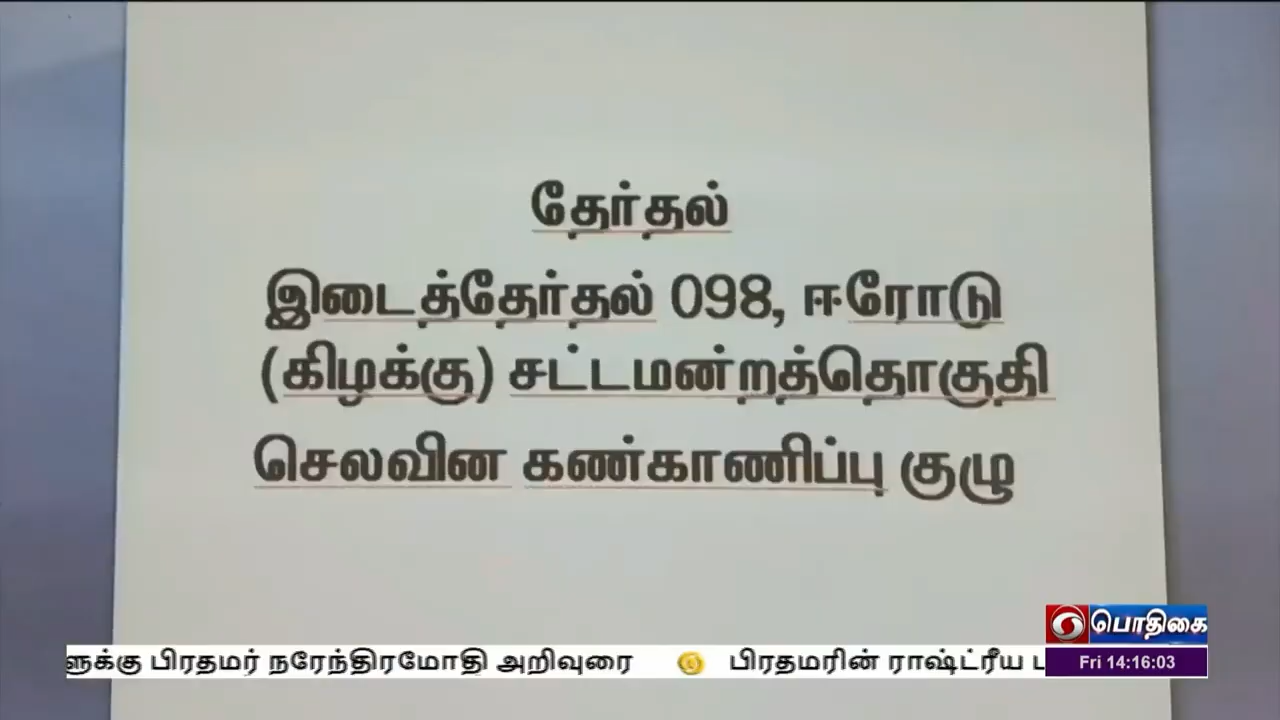 தேர்தல்
இடைத்தேர்தல் 098, ஈரோடு
(கிழக்கு) சட்டமன்றத்தொகுதி
செலவின கண்காணிப்பு குழு
பொதிகை
பிரதமர் நரேந்திரமோதி அறிவுரை பிரதமரின் ராஷ்ட்ரீய
Fri 14:16:03